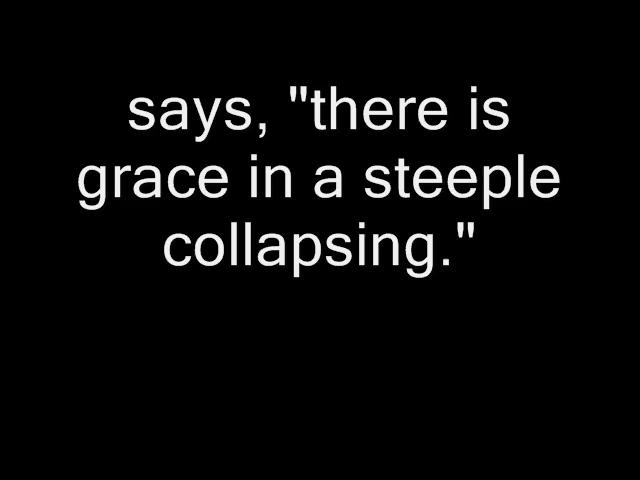 says, "there is
grace in a steeple
collapsing."